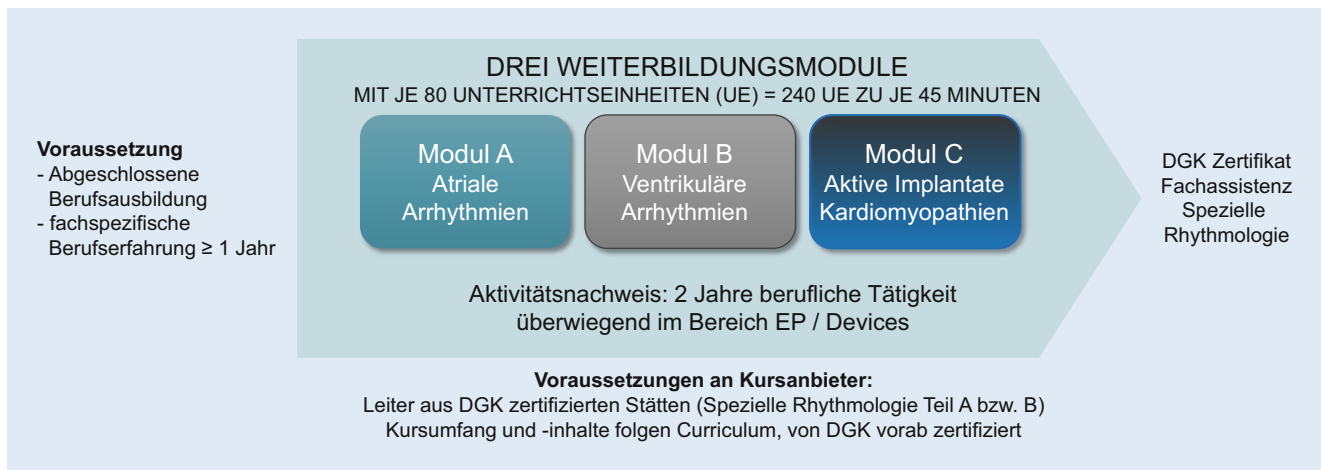 Voraussetzung
- Abgeschlossene
Berufsausbildung
- fachspezifische
Berufserfahrung ≥ 1 Jahr
DREI WEITERBILDUNGSMODULE
MIT JE 80 UNTERRICHTSEINHEITEN (UE) = 240 UE ZU JE 45 MINUTEN
Modul A
Atriale
Arrhythmien
Modul B
Ventrikuläre
Arrhythmien
Modul C
Aktive Implantate
Kardiomyopathien
Aktivitätsnachweis: 2 Jahre berufliche Tätigkeit
überwiegend im Bereich EP / Devices
DGK Zertifikat
Fachassistenz
Spezielle
Rhythmologie
Voraussetzungen an Kursanbieter:
Leiter aus DGK zertifizierten Stätten (Spezielle Rhythmologie Teil A bzw. B)
Kursumfang und -inhalte folgen Curriculum, von DGK vorab zertifiziert